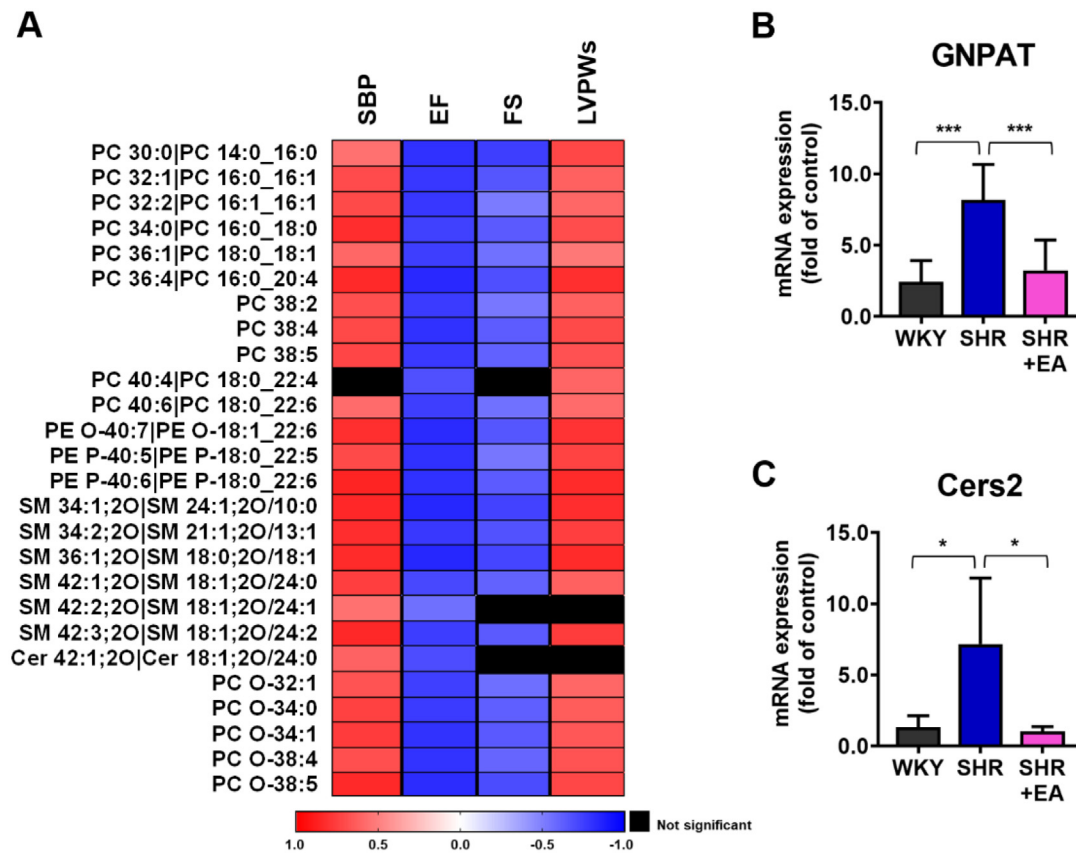 A
SBP EF FS LVPWs
PC 30:0|PC 14:0_16:0
PC 32:1|PC 16:0_16:1
PC 32:2|PC 16:1_16:1
PC 34:0|PC 16:0_18:0
PC 36:1|PC 18:0_18:1
PC 36:4|PC 16:0_20:4
PC 38:2
PC 38:4
PC 38:5
PC 40:4|PC 18:0_22:4
PC 40:6|PC 18:0_22:6
PE O-40:7|PE O-18:1_22:6
PE P-40:5|PE P-18:0_22:5
PE P-40:6|PE P-18:0_22:6
SM 34:1;2O|SM 24:1;2O/10:0
SM 34:2;2O|SM 21:1;2O/13:1
SM 36:1;2O|SM 18:0;2O/18:1
SM 42:1;2O|SM 18:1;2O/24:0
SM 42:2;2O|SM 18:1;2O/24:1
SM 42:3;2O|SM 18:1;2O/24:2
Cer 42:1;2O|Cer 18:1;2O/24:0
PC O-32:1
PC O-34:0
PC O-34:1
PC O-38:4
PC O-38:5
1.0 0.5 0.0 -0.5 -1.0
Not significant
B
GNPAT
mRNA expression
(fold of control)
15.0
10.0
5.0
0.0
*** ***
WKY SHR SHR
+EA
C
Cers2
mRNA expression
(fold of control)
15.0
10.0
5.0
0.0
* *
WKY SHR SHR
+EA